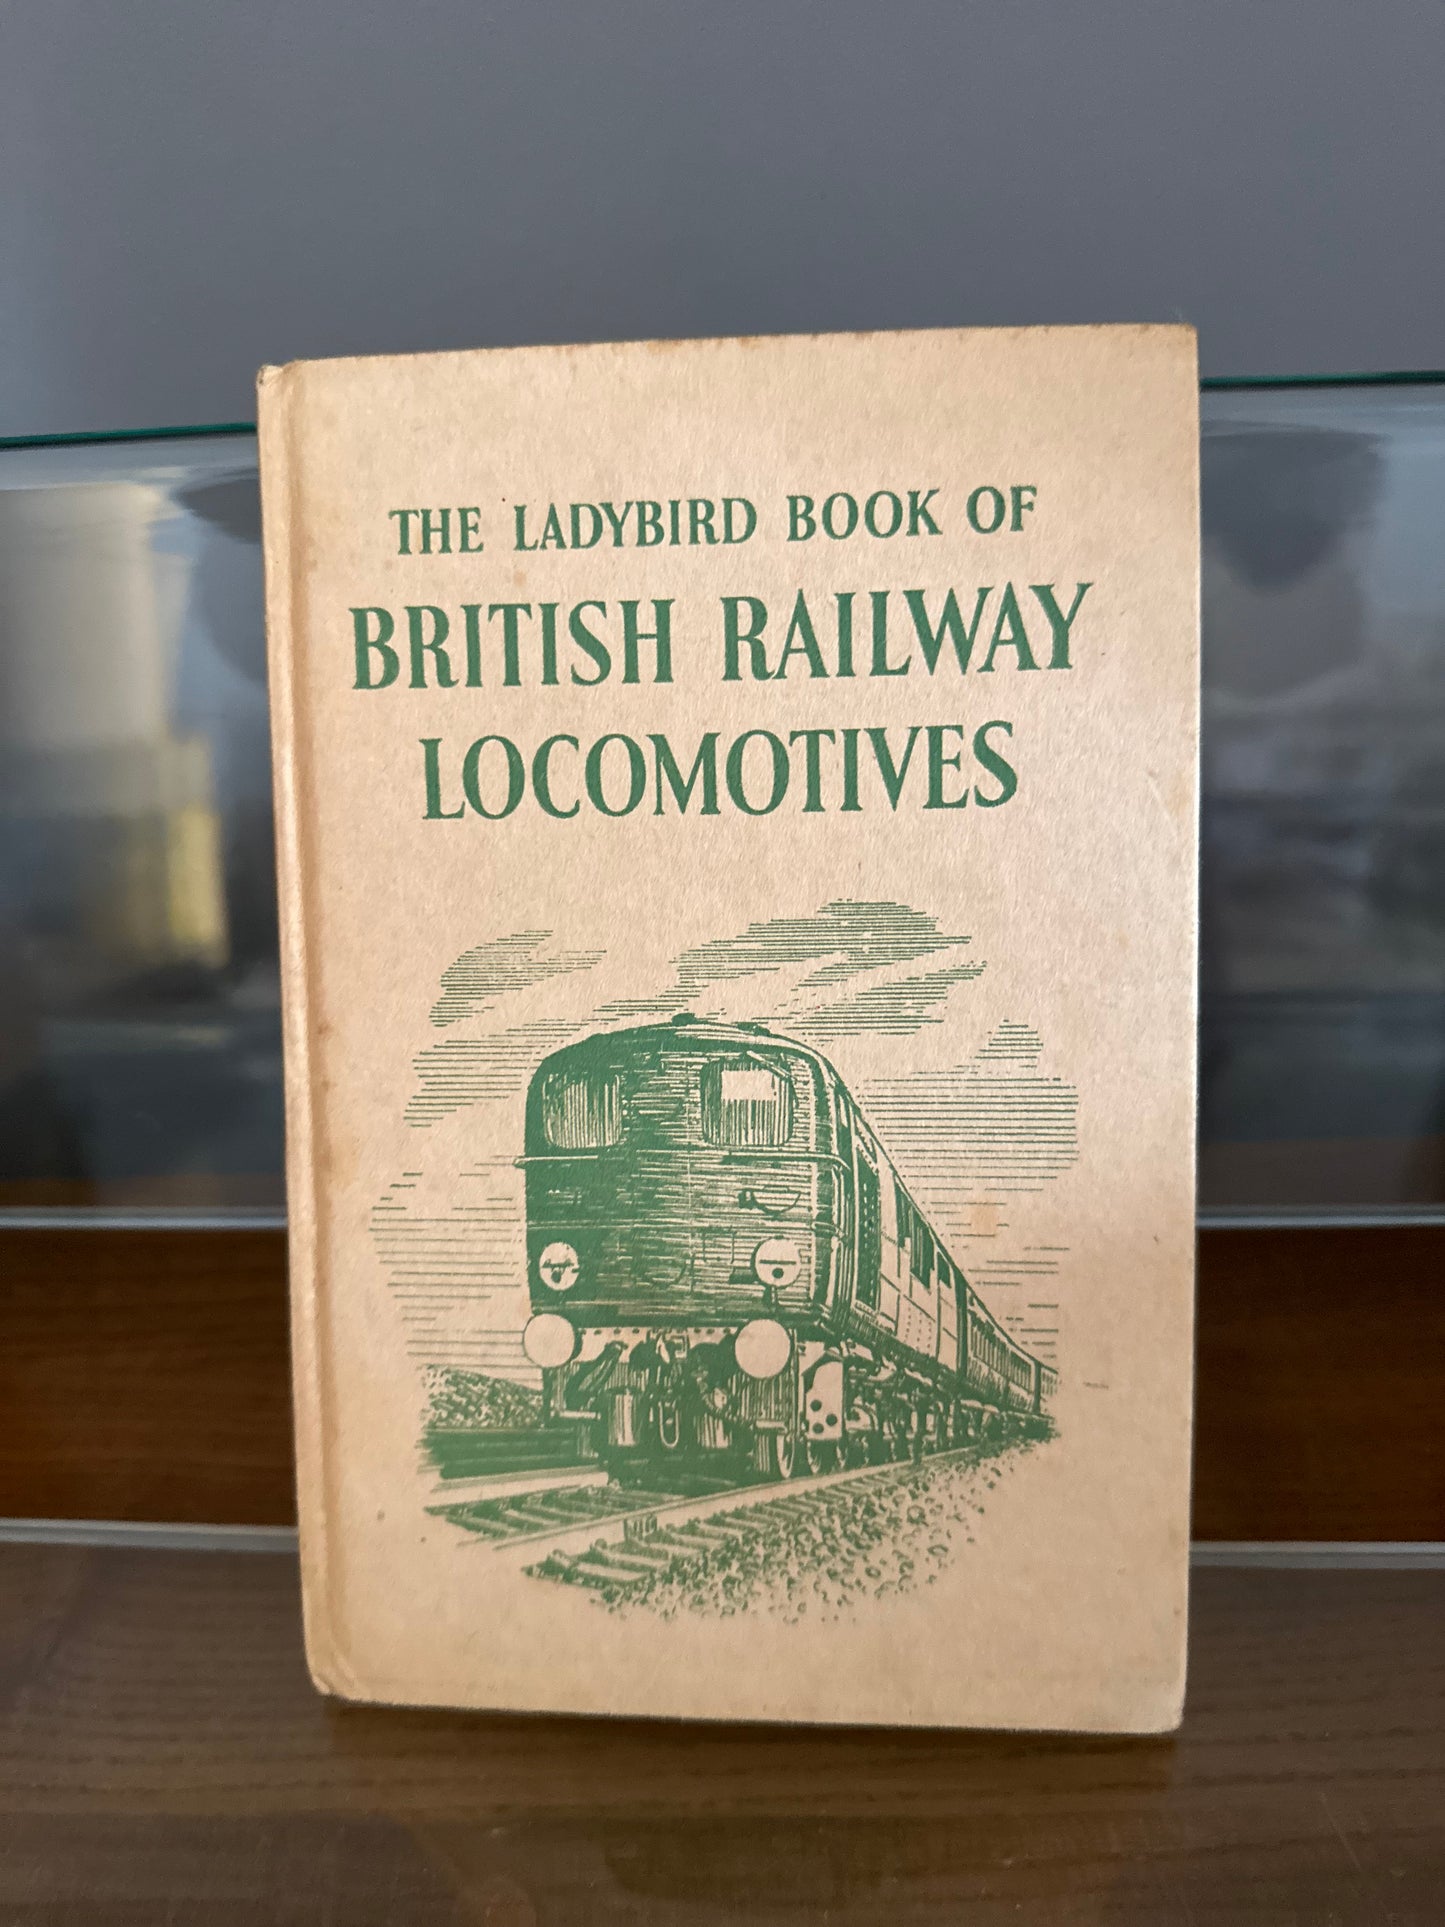 THE LADYBIRD BOOK OF
BRITISH RAILWAY
LOCOMOTIVES